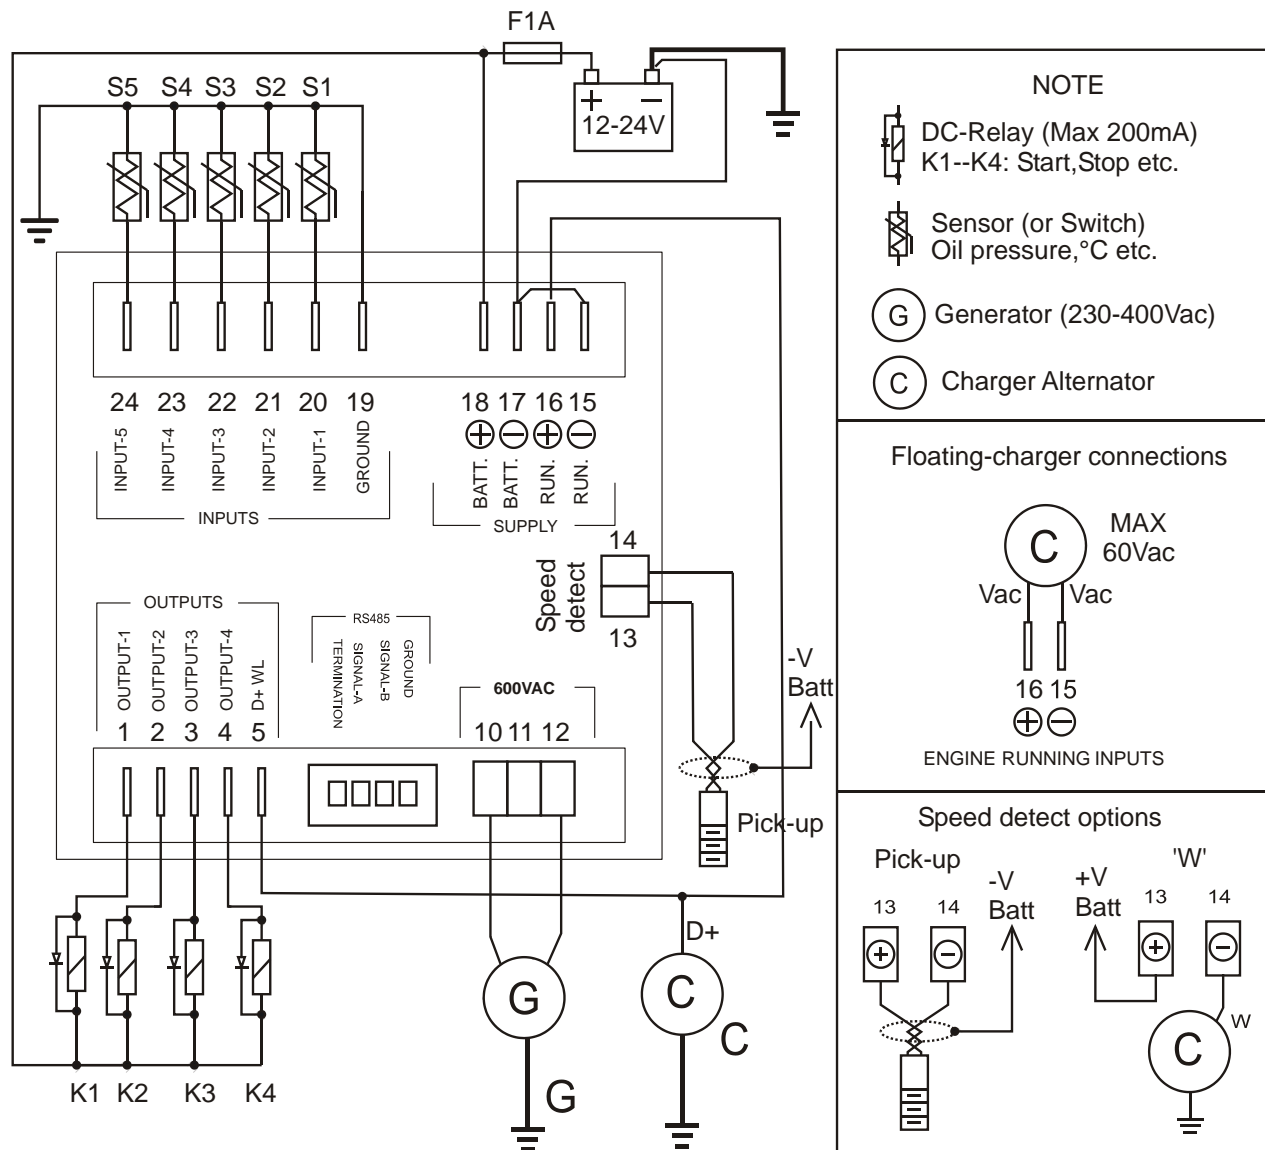 F1A
+ −
12-24V
S5 S4 S3 S2 S1
24 23 22 21 20 19
INPUT-5
INPUT-4
INPUT-3
INPUT-2
INPUT-1
GROUND
INPUTS
18 17 16 15
+ − + −
BATT.
BATT.
RUN.
RUN.
SUPPLY
14
Speed
detect
13
OUTPUTS
OUTPUT-1
OUTPUT-2
OUTPUT-3
OUTPUT-4
D+ WL
1 2 3 4 5
RS485
TERMINATION
SIGNAL-A
SIGNAL-B
GROUND
600VAC
10 11 12
-V
Batt
Pick-up
D+
G
C
C
G
K1 K2 K3 K4
NOTE
DC-Relay (Max 200mA)
K1--K4: Start,Stop etc.
Sensor (or Switch)
Oil pressure,°C etc.
G Generator (230-400Vac)
C Charger Alternator
Floating-charger connections
C
MAX
60Vac
Vac Vac
16 15
+ −
ENGINE RUNNING INPUTS
Speed detect options
Pick-up
13 14
+ −
-V
Batt
'W'
+V
Batt
13 14
+ −
W
C